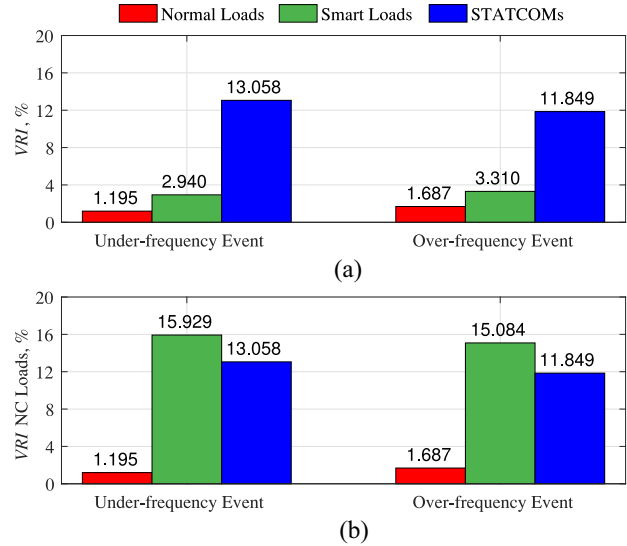 Normal Loads Smart Loads STATCOMs
20
16
12
8
4
0
VRI, %
1.195 2.940 13.058
1.687 3.310 11.849
Under-frequency Event Over-frequency Event
(a)
20
16
12
8
4
0
VRI NC Loads, %
1.195 15.929 13.058
1.687 15.084 11.849
Under-frequency Event Over-frequency Event
(b)